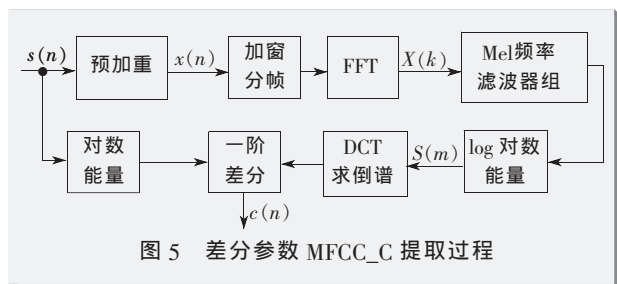 s(n)
预加重
x(n)
加窗
分帧
FFT
X(k)
Mel频率
滤波器组
对数
能量
一阶
差分
DCT
求倒谱
S(m)
log 对数
能量
c(n)
图 5 差分参数 MFCC_C 提取过程